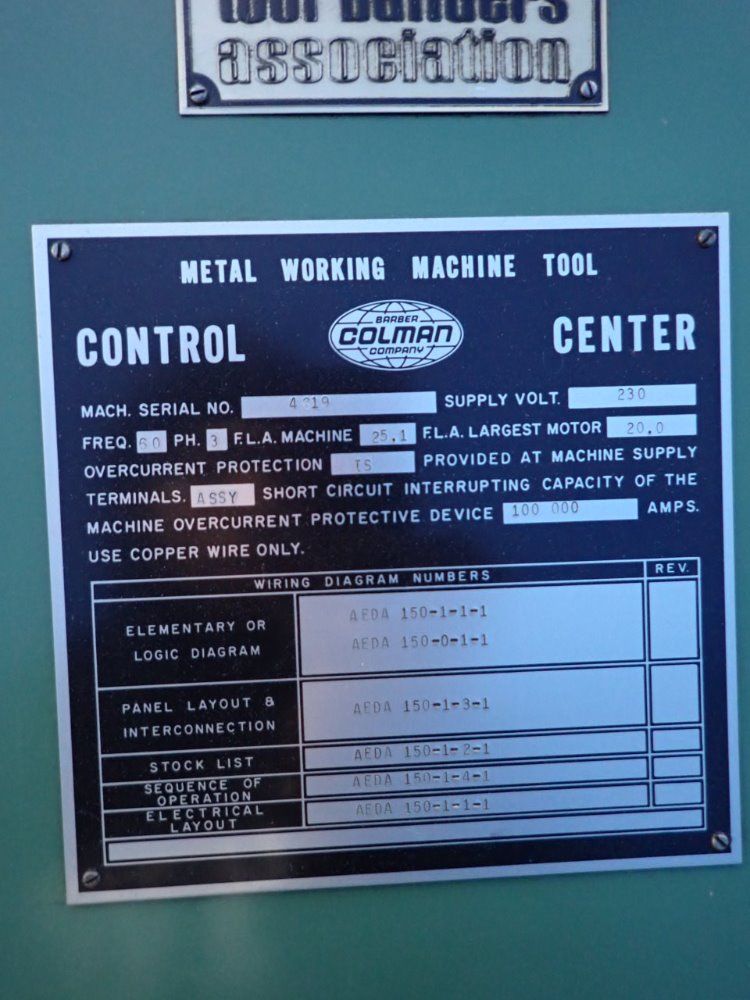 tool builders
association
METAL WORKING MACHINE TOOL
CONTROL BARBER COLMAN COMPANY CENTER
MACH. SERIAL NO. SUPPLY VOLT. 230
FREQ. 60 PH. 3 F.L.A. MACHINE 25.1 F.L.A. LARGEST MOTOR 20.0
OVERCURRENT PROTECTION IS PROVIDED AT MACHINE SUPPLY
TERMINALS. ASSY SHORT CIRCUIT INTERRUPTING CAPACITY OF THE
MACHINE OVERCURRENT PROTECTIVE DEVICE 100 000 AMPS.
USE COPPER WIRE ONLY.
WIRING DIAGRAM NUMBERS REV.
ELEMENTARY OR LOGIC DIAGRAM
AEDA 150-1-1-1
AEDA 150-0-1-1
PANEL LAYOUT & INTERCONNECTION
AEDA 150-1-3-1
STOCK LIST AEDA 150-1-2-1
SEQUENCE OF OPERATION AEDA 150-1-4-1
ELECTRICAL LAYOUT AEDA 150-1-1-1